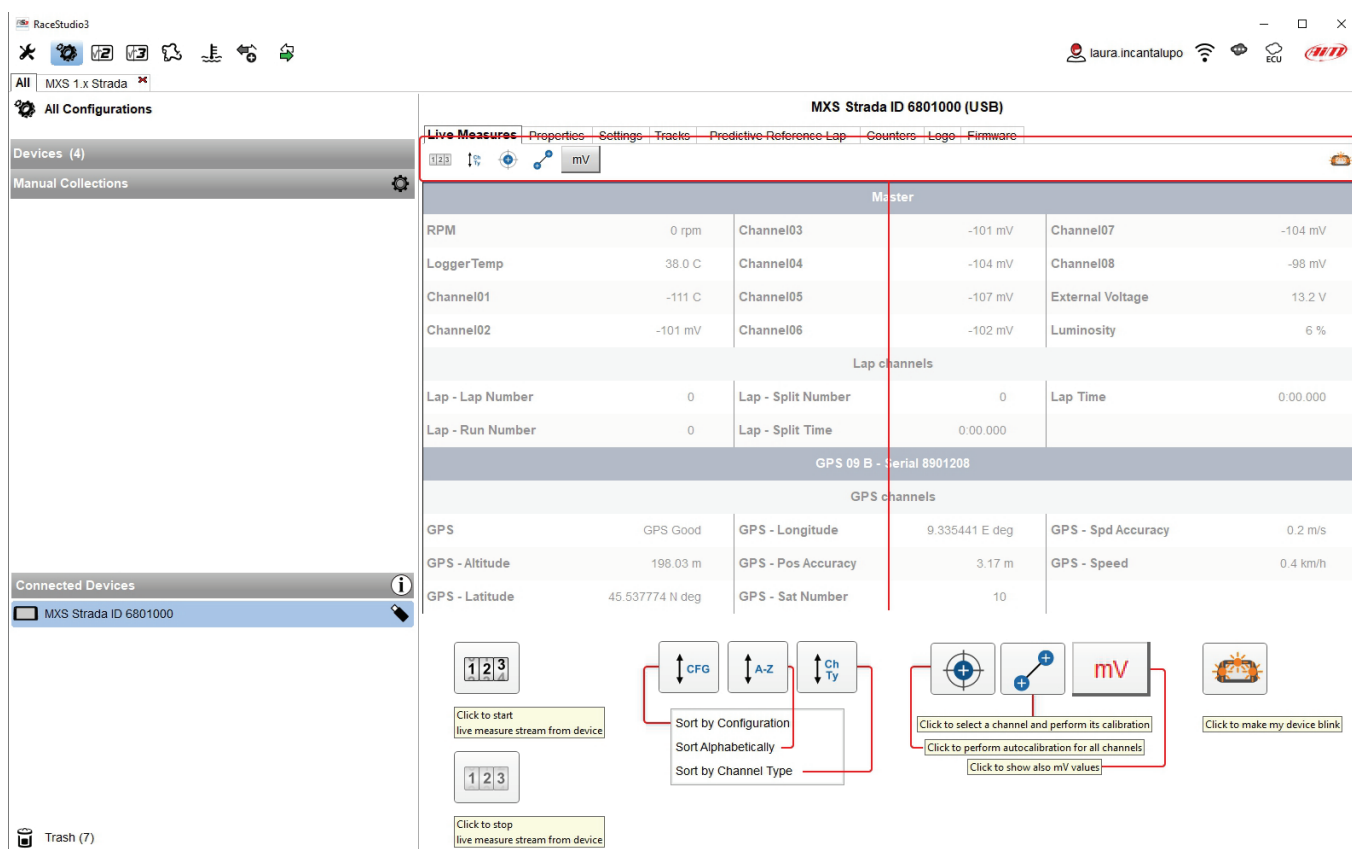 RaceStudio3
laura.incantalupo
ECU
AiM
All MXS 1.x Strada
All Configurations
MXS Strada ID 6801000 (USB)
Live Measures Properties Settings Tracks Predictive Reference Lap Counters Logo Firmware
Devices (4)
123 Ch Ty mV
Manual Collections
Master
RPM 0 rpm Channel03 -101 mV Channel07 -104 mV
LoggerTemp 38.0 C Channel04 -104 mV Channel08 -98 mV
Channel01 -111 C Channel05 -107 mV External Voltage 13.2 V
Channel02 -101 mV Channel06 -102 mV Luminosity 6 %
Lap channels
Lap - Lap Number 0 Lap - Split Number 0 Lap Time 0:00.000
Lap - Run Number 0 Lap - Split Time 0:00.000
GPS 09 B - Serial 8901208
GPS channels
GPS GPS Good GPS - Longitude 9.335441 E deg GPS - Spd Accuracy 0.2 m/s
GPS - Altitude 198.03 m GPS - Pos Accuracy 3.17 m GPS - Speed 0.4 km/h
GPS - Latitude 45.537774 N deg GPS - Sat Number 10
Connected Devices
MXS Strada ID 6801000
123 CFG A-Z Ch Ty mV
Click to start
live measure stream from device
Sort by Configuration
Sort Alphabetically
Sort by Channel Type
Click to select a channel and perform its calibration
Click to perform autocalibration for all channels
Click to show also mV values
Click to make my device blink
123
Click to stop
live measure stream from device
Trash (7)